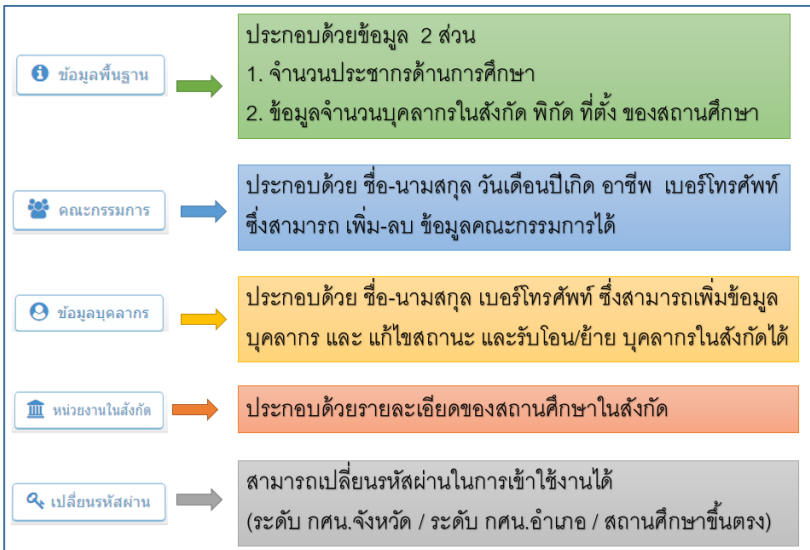 ข้อมูลพื้นฐาน
ประกอบด้วยข้อมูล 2 ส่วน
1. จำนวนประชากรด้านการศึกษา
2. ข้อมูลจำนวนบุคลากรในสังกัด พิกัด ที่ตั้ง ของสถานศึกษา
คณะกรรมการ
ประกอบด้วย ชื่อ-นามสกุล วันเดือนปีเกิด อาชีพ เบอร์โทรศัพท์
ซึ่งสามารถ เพิ่ม-ลบ ข้อมูลคณะกรรมการได้
ข้อมูลบุคลากร
ประกอบด้วย ชื่อ-นามสกุล เบอร์โทรศัพท์ ซึ่งสามารถเพิ่มข้อมูล
บุคลากร และ แก้ไขสถานะ และรับโอน/ย้าย บุคลากรในสังกัดได้
หน่วยงานในสังกัด
ประกอบด้วยรายละเอียดของสถานศึกษาในสังกัด
เปลี่ยนรหัสผ่าน
สามารถเปลี่ยนรหัสผ่านในการเข้าใช้งานได้
(ระดับ กศน.จังหวัด / ระดับ กศน.อำเภอ / สถานศึกษาขึ้นตรง)